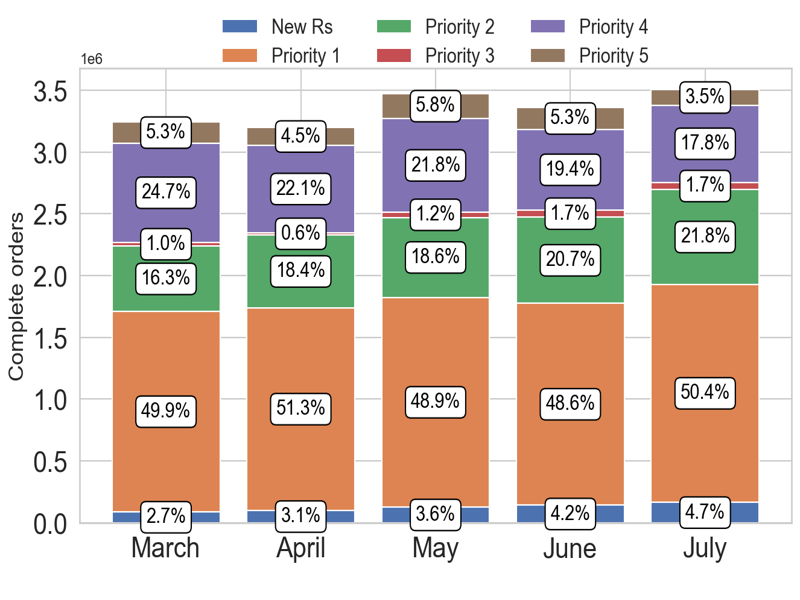 New Rs Priority 2 Priority 4
Priority 1 Priority 3 Priority 5
1e6
Complete orders
3.5
3.0
2.5
2.0
1.5
1.0
0.5
0.0
5.3% 4.5% 5.8% 5.3% 3.5%
24.7% 22.1% 21.8% 19.4% 17.8%
1.0% 0.6% 1.2% 1.7% 1.7%
16.3% 18.4% 18.6% 20.7% 21.8%
49.9% 51.3% 48.9% 48.6% 50.4%
2.7% 3.1% 3.6% 4.2% 4.7%
March April May June July